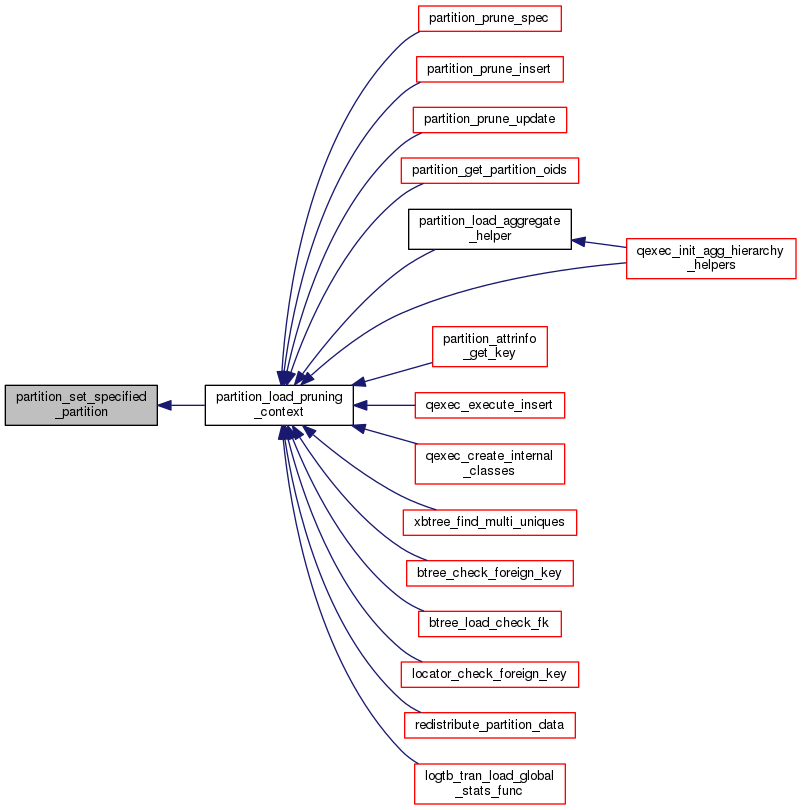 partition_prune_spec
partition_prune_insert
partition_prune_update
partition_get_partition_oids
partition_load_aggregate
_helper
qexec_init_agg_hierarchy
_helpers
partition_attrinfo
_get_key
partition_set_specified
_partition
partition_load_pruning
_context
qexec_execute_insert
qexec_create_internal
_classes
xbtree_find_multi_uniques
btree_check_foreign_key
btree_load_check_fk
locator_check_foreign_key
redistribute_partition_data
logtb_tran_load_global
_stats_func